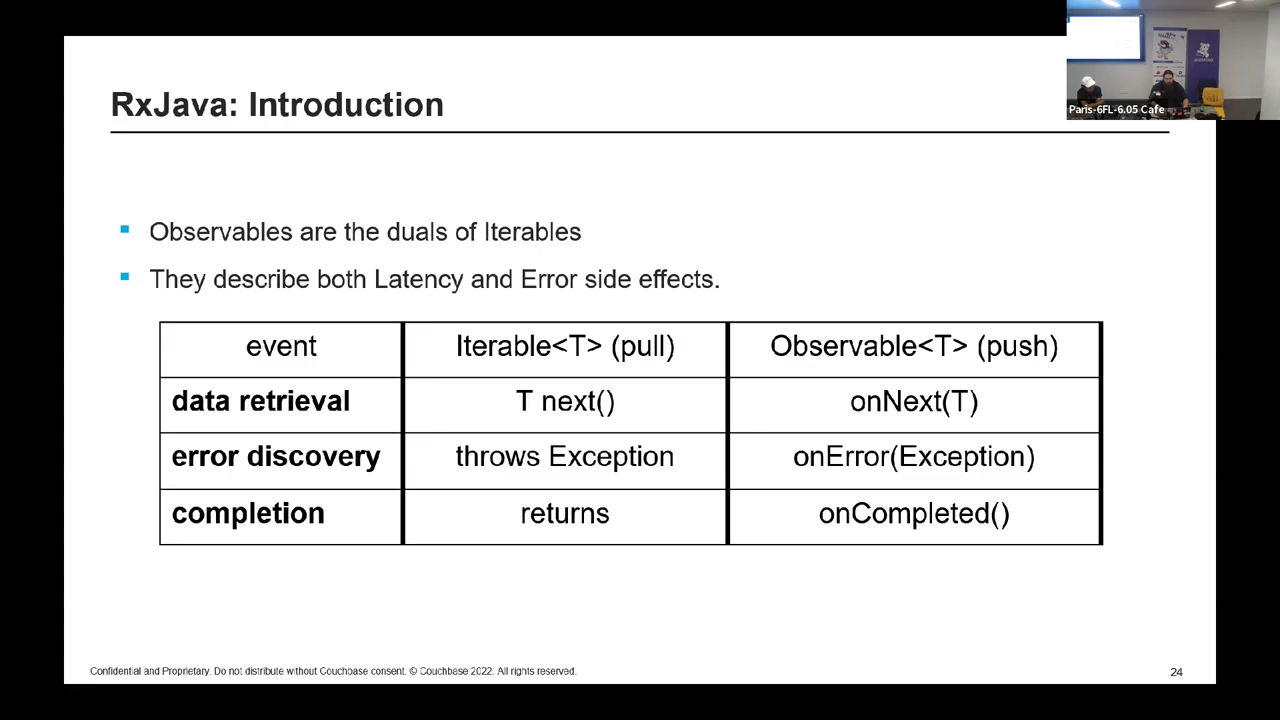 RxJava: Introduction
Paris-6FL-6.05 Cafe
Observables are the duals of Iterables
They describe both Latency and Error side effects.
event Iterable<T> (pull) Observable<T> (push)
data retrieval T next() onNext(T)
error discovery throws Exception onError(Exception)
completion returns onCompleted()
Confidential and Proprietary. Do not distribute without Couchbase consent. © Couchbase 2022. All rights reserved.
24